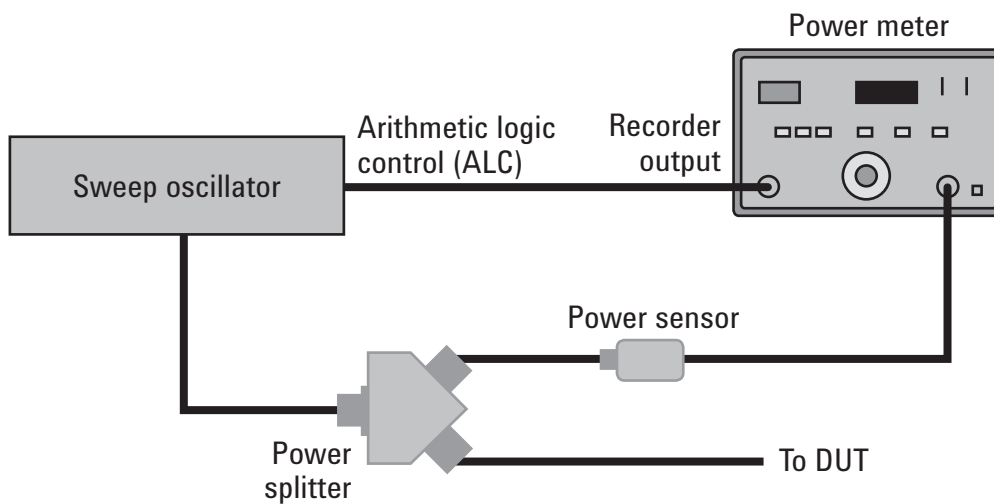 Power meter
Arithmetic logic
control (ALC)
Recorder
output
Sweep oscillator
Power sensor
Power
splitter
To DUT